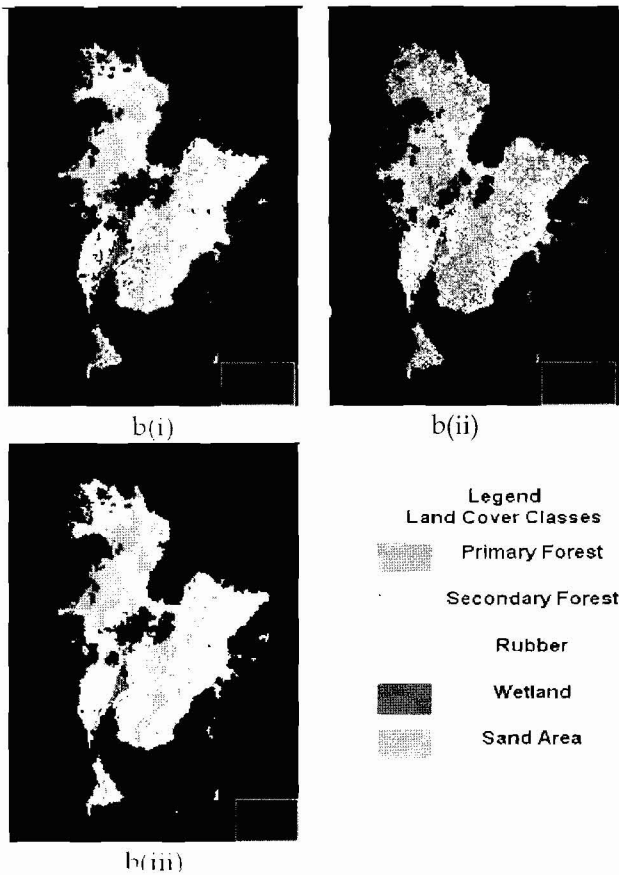 b(i)
b(ii)
Legend
Land Cover Classes
Primary Forest
Secondary Forest
Rubber
Wetland
Sand Area
b(iii)